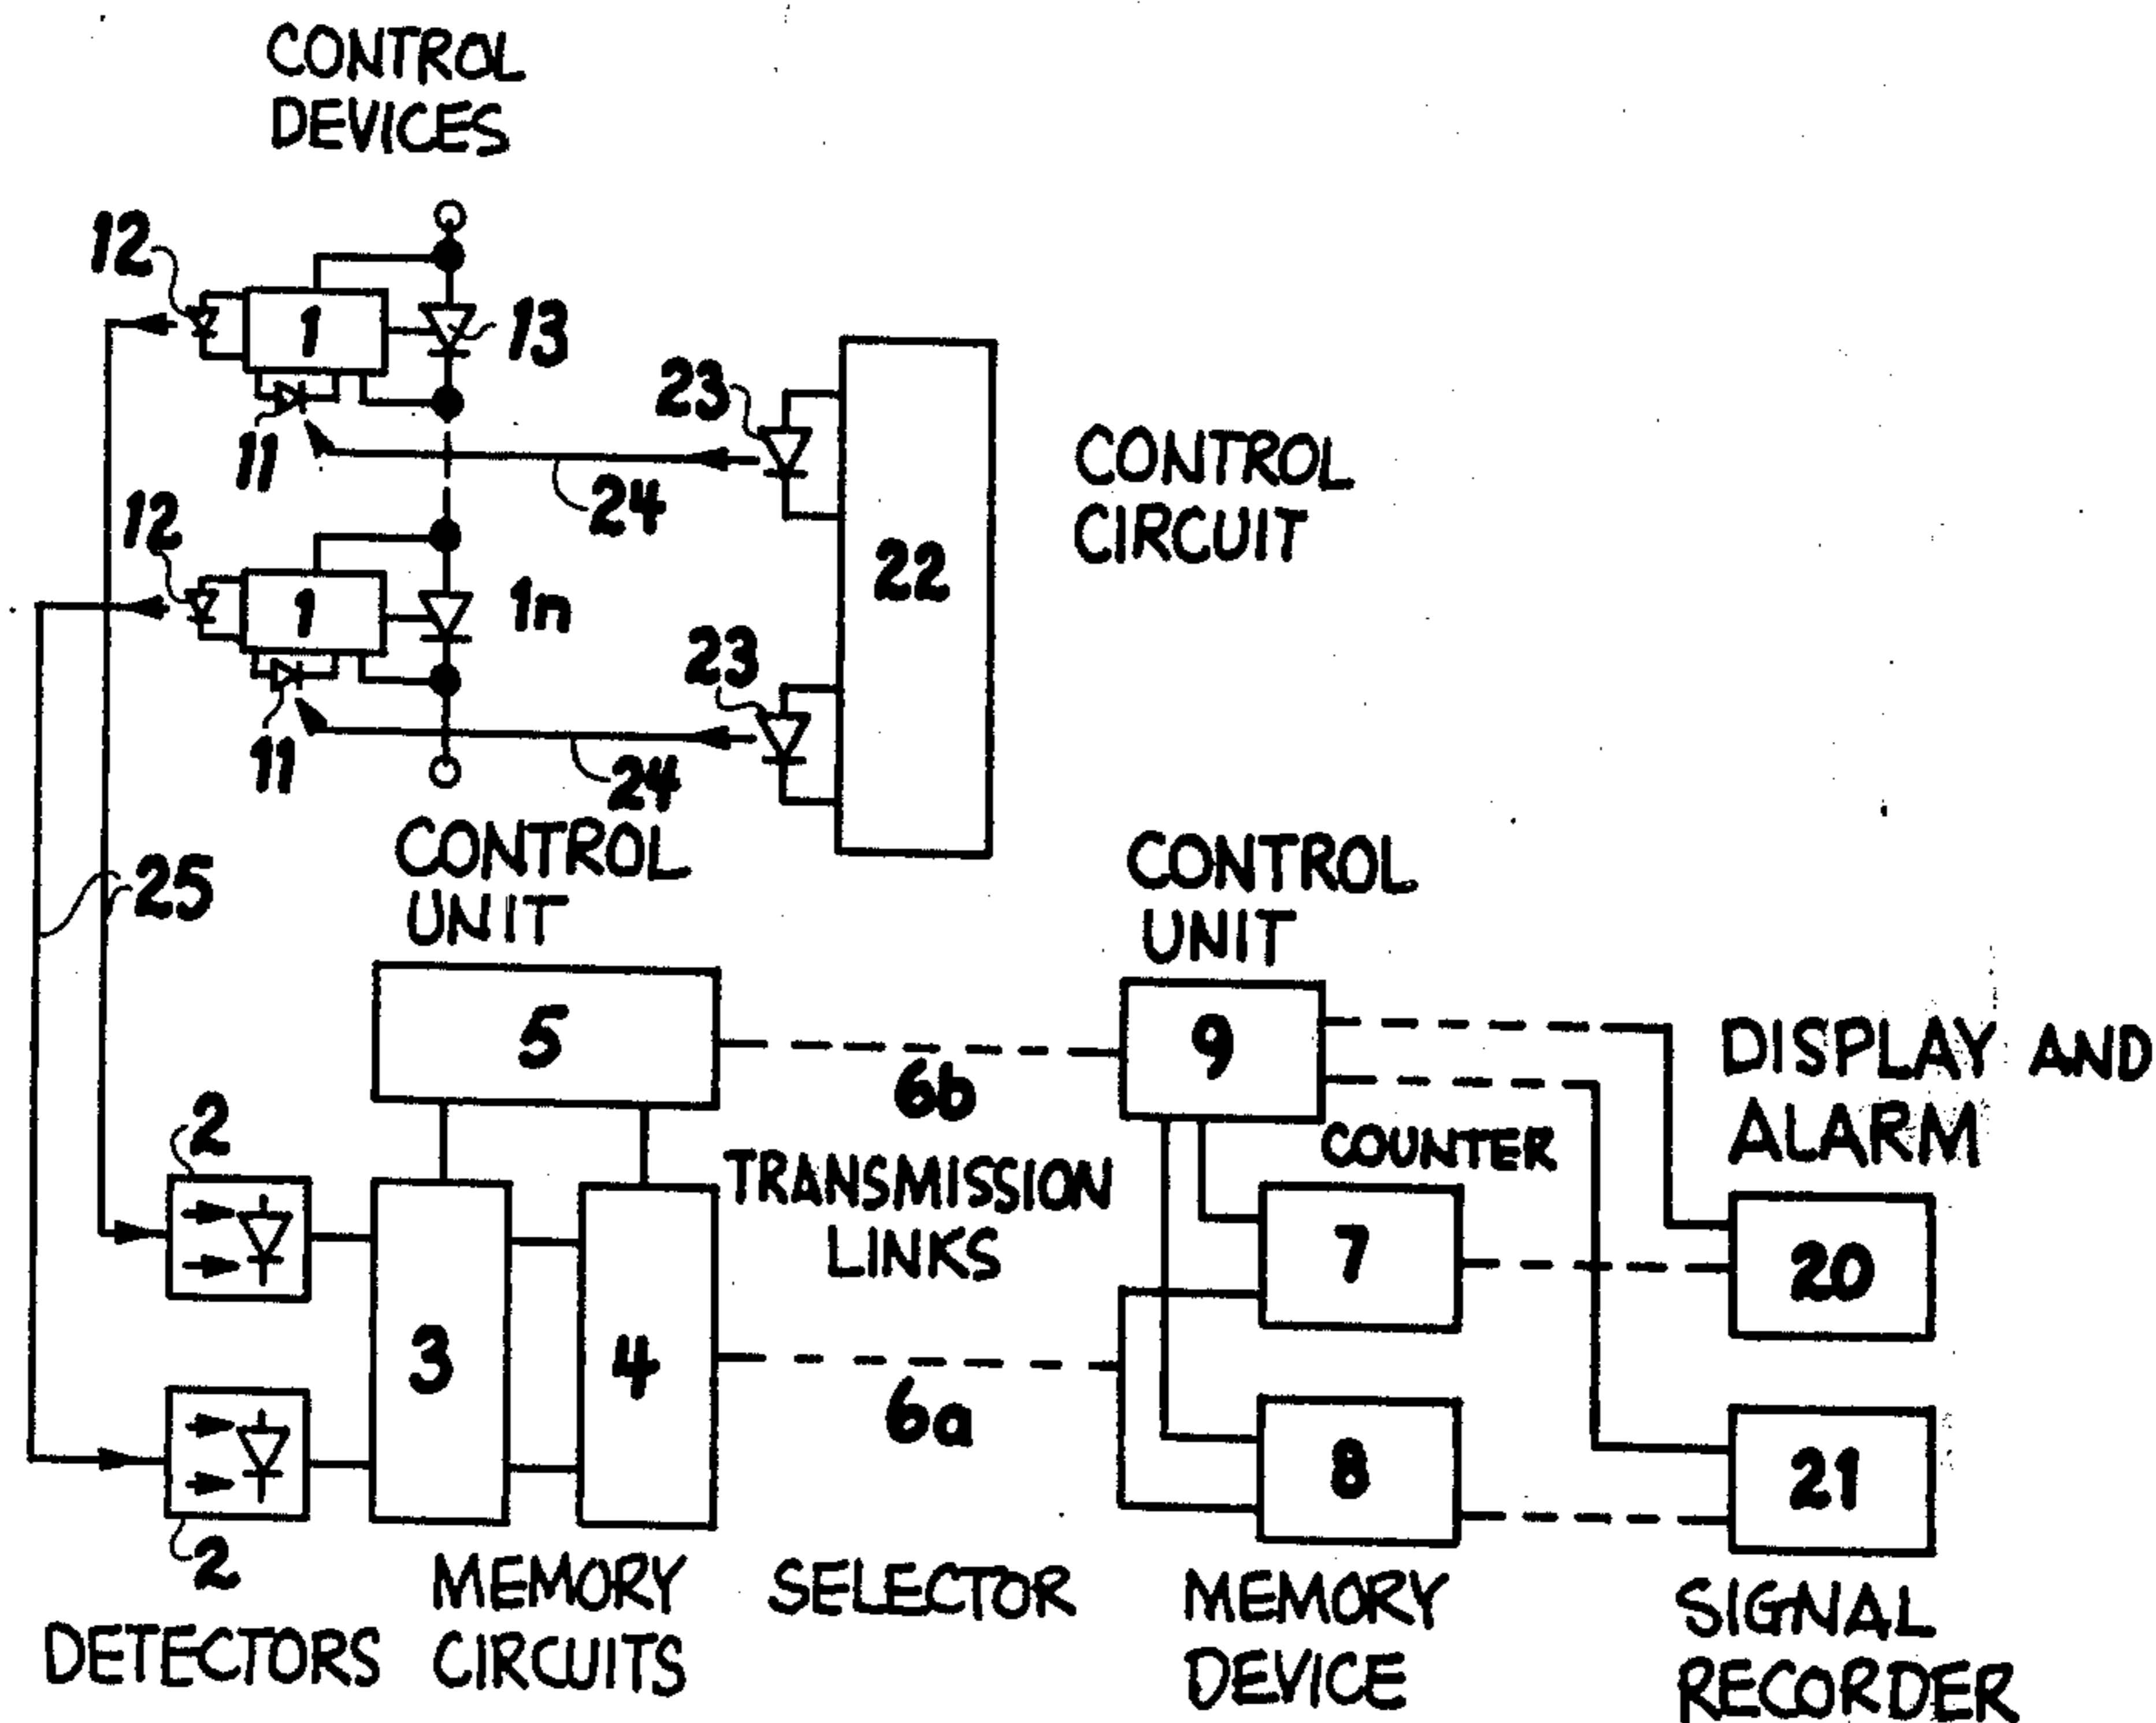 CONTROL
DEVICES
12
1
13
11
23
24
CONTROL
CIRCUIT
22
12
1
1n
23
11
24
CONTROL
UNIT
CONTROL
UNIT
25
5
6b
9
DISPLAY AND
ALARM
2
TRANSMISSION
LINKS
COUNTER
7
20
3
4
6a
8
21
2
DETECTORS
MEMORY
CIRCUITS
SELECTOR
MEMORY
DEVICE
SIGNAL
RECORDER